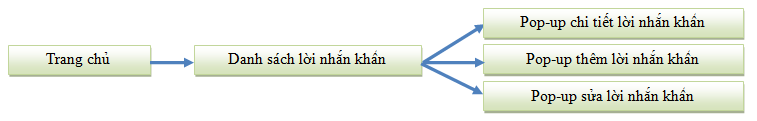 Pop-up chi tiết lời nhắn khẩn
Trang chủ
Danh sách lời nhắn khẩn
Pop-up thêm lời nhắn khẩn
Pop-up sửa lời nhắn khẩn